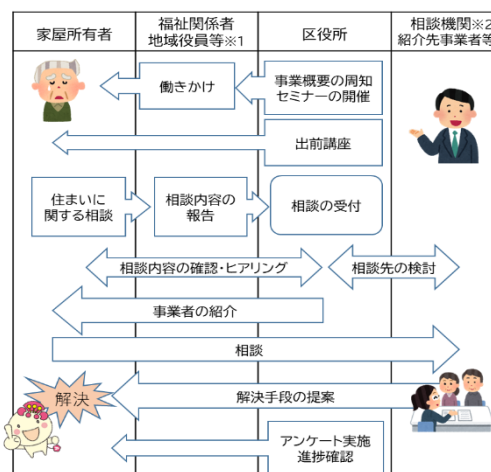 家屋所有者
福祉関係者
地域役員等※1
区役所
相談機関※2
紹介先事業者等
働きかけ
事業概要の周知
セミナーの開催
出前講座
住まいに
関する相談
相談内容の
報告
相談の受付
相談内容の確認・ヒアリング
相談先の検討
事業者の紹介
相談
解決
解決手段の提案
アンケート実施
進捗確認